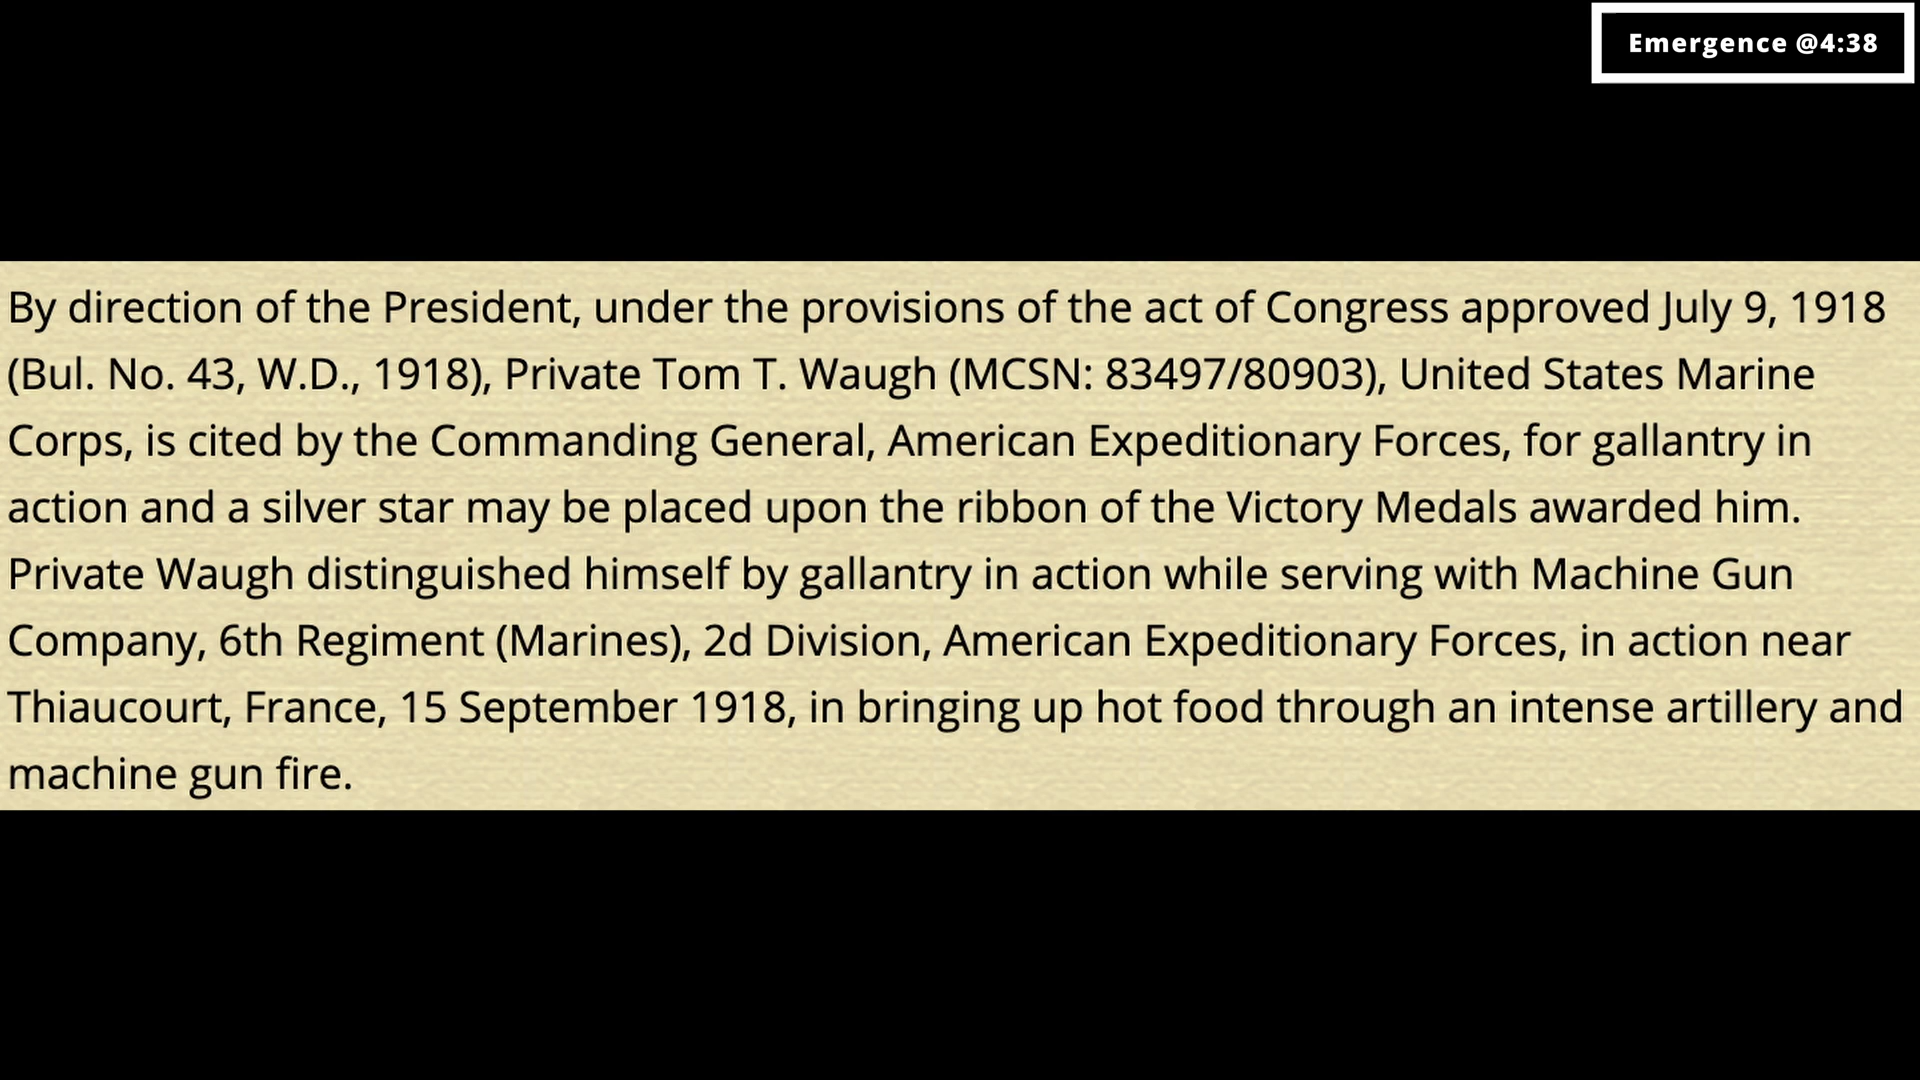 Emergence @4:38
By direction of the President, under the provisions of the act of Congress approved July 9, 1918
(Bul. No. 43, W.D., 1918), Private Tom T. Waugh (MCSN: 83497/80903), United States Marine
Corps, is cited by the Commanding General, American Expeditionary Forces, for gallantry in
action and a silver star may be placed upon the ribbon of the Victory Medals awarded him.
Private Waugh distinguished himself by gallantry in action while serving with Machine Gun
Company, 6th Regiment (Marines), 2d Division, American Expeditionary Forces, in action near
Thiaucourt, France, 15 September 1918, in bringing up hot food through an intense artillery and
machine gun fire.